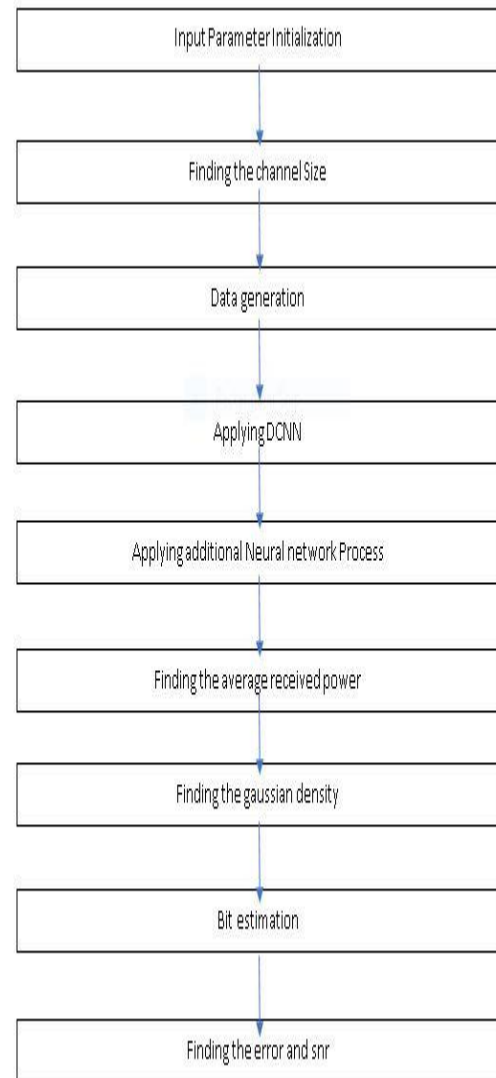 Input Parameter Initialization
Finding the channel Size
Data generation
Applying DCNN
Applying additional Neural network Process
Finding the average received power
Finding the gaussian density
Bit estimation
Finding the error and snr